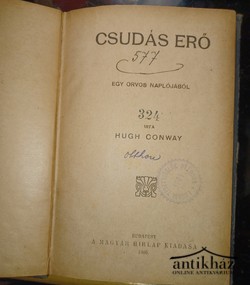 CSUDÁS ERŐ
577
EGY ORVOS NAPLÓJÁBÓL
324
IRTA
HUGH CONWAY
BUDAPEST
A MAGYAR HIRLAP KIADÁSA
antikház
ONLINE ANTIKVÁRIUM